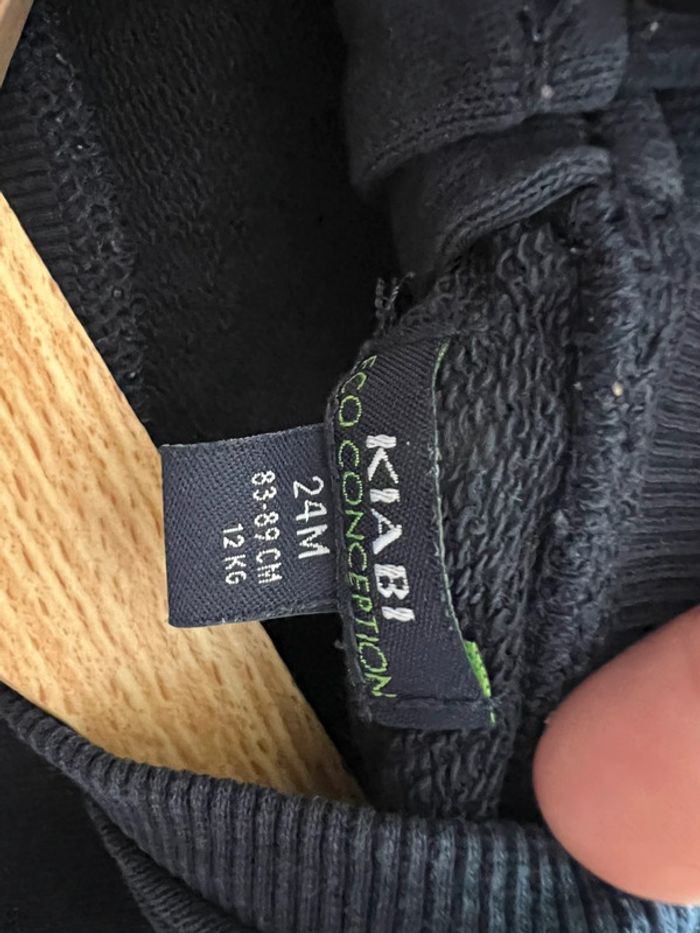 KIABI
ECO CONCEPTION
24M
83-89 CM
12 KG